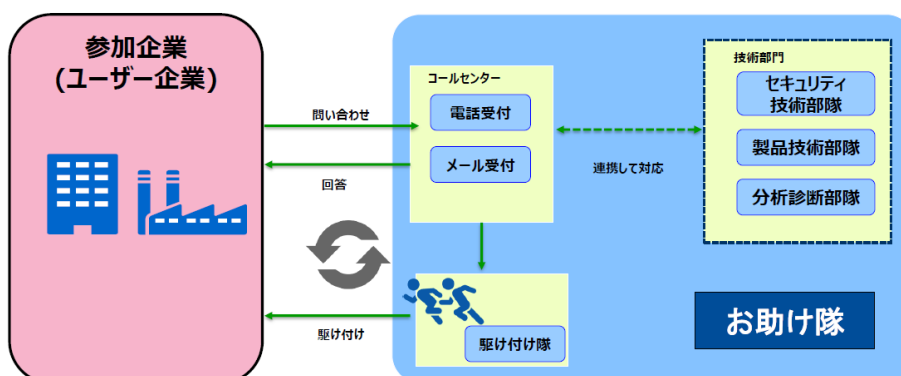 参加企業
(ユーザー企業)
問い合わせ
回答
駆け付け
コールセンター
電話受付
メール受付
連携して対応
駆け付け隊
技術部門
セキュリティ
技術部隊
製品技術部隊
分析診断部隊
お助け隊